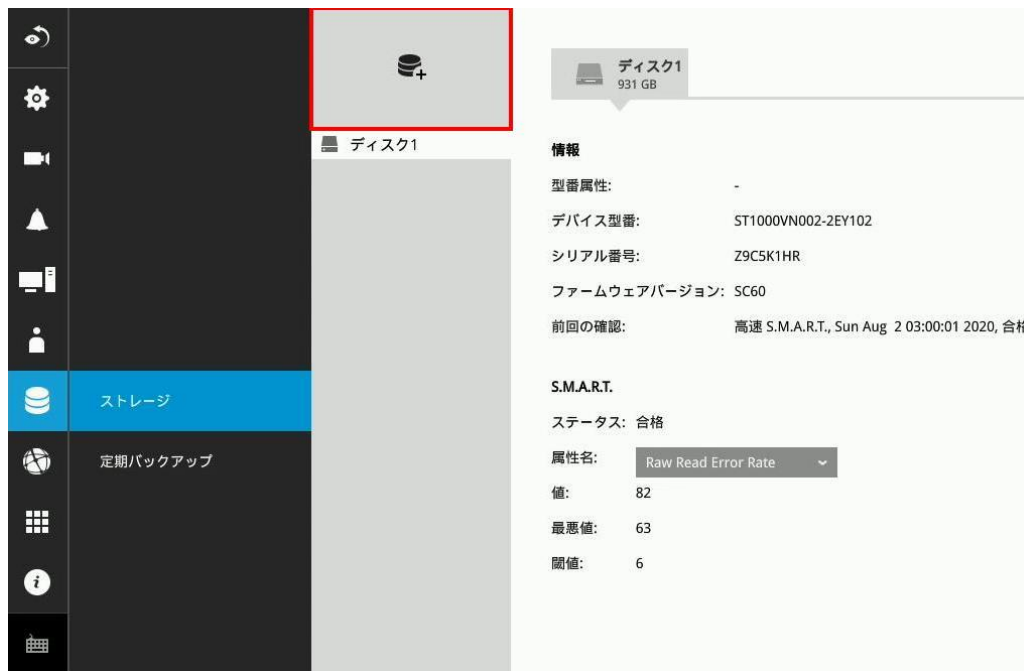 ディスク1
931 GB
ディスク1
情報
型番属性: -
デバイス型番: ST1000VN002-2EY102
シリアル番号: Z9C5K1HR
ファームウェアバージョン: SC60
前回の確認: 高速 S.M.A.R.T., Sun Aug 2 03:00:01 2020, 合格
S.M.A.R.T.
ステータス: 合格
ストレージ
属性名: Raw Read Error Rate
定期バックアップ
値: 82
最悪値: 63
閾値: 6